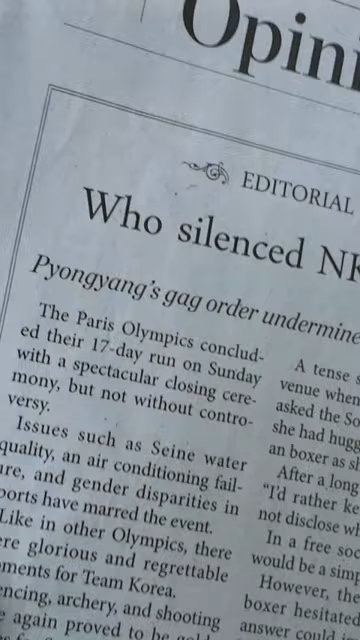 Opini
EDITORIAL
Who silenced NK
Pyongyang's gag order undermine
The Paris Olympics conclud-
ed their 17-day run on Sunday
with a spectacular closing cere-
mony, but not without contro-
versy.
Issues such as Seine water
quality, an air conditioning fail-
ure, and gender disparities in
ports have marred the event.
Like in other Olympics, there
ere glorious and regrettable
ments for Team Korea.
encing, archery, and shooting
e again proved to be
A tense s
venue when
asked the So
she had hugg
an boxer as s
After a long
"I'd rather ke
not disclose wh
In a free soc
would be a simp
However, the
boxer hesitated
answer could